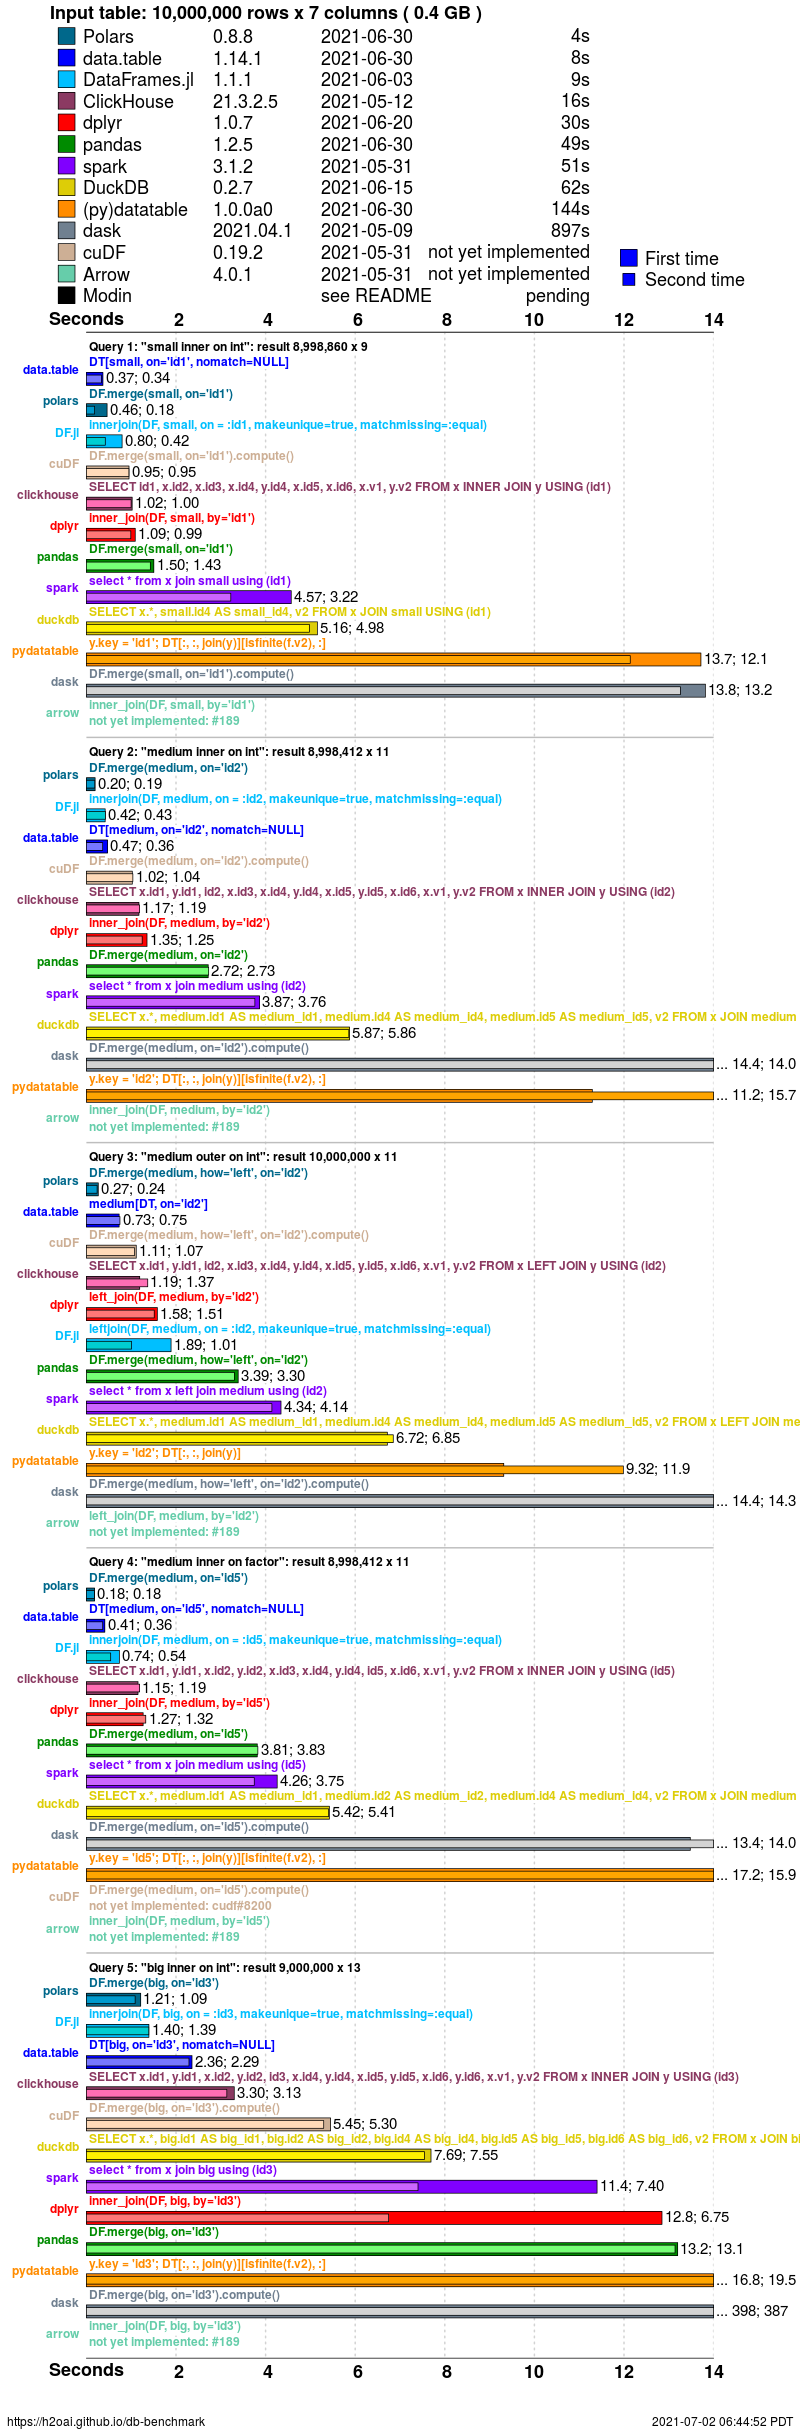 Input table: 10,000,000 rows x 7 columns ( 0.4 GB )
Polars 0.8.8 2021-06-30 4s
data.table 1.14.1 2021-06-30 8s
DataFrames.jl 1.1.1 2021-06-03 9s
ClickHouse 21.3.2.5 2021-05-12 16s
dplyr 1.0.7 2021-06-20 30s
pandas 1.2.5 2021-06-30 49s
spark 3.1.2 2021-05-31 51s
DuckDB 0.2.7 2021-06-15 62s
(py)datatable 1.0.0a0 2021-06-30 144s
dask 2021.04.1 2021-05-09 897s
cuDF 0.19.2 2021-05-31 not yet implemented
Arrow 4.0.1 2021-05-31 not yet implemented
Modin see README pending
First time
Second time
Seconds 2 4 6 8 10 12 14
Query 1: "small inner on int": result 8,998,860 x 9
DT[small, on='id1', nomatch=NULL]
data.table 0.37; 0.34
DF.merge(small, on='id1')
polars 0.46; 0.18
innerjoin(DF, small, on = :id1, makeunique=true, matchmissing=:equal)
DF.jl 0.80; 0.42
DF.merge(small, on='id1').compute()
cuDF 0.95; 0.95
SELECT id1, x.id2, x.id3, x.id4, y.id4, x.id5, x.id6, x.v1, y.v2 FROM x INNER JOIN y USING (id1)
clickhouse 1.02; 1.00
inner_join(DF, small, by='id1')
dplyr 1.09; 0.99
DF.merge(small, on='id1')
pandas 1.50; 1.43
select * from x join small using (id1)
spark 4.57; 3.22
SELECT x.*, small.id4 AS small_id4, v2 FROM x JOIN small USING (id1)
duckdb 5.16; 4.98
y.key = 'id1'; DT[:, :, join(y)][isfinite(f.v2), :]
pydatatable 13.7; 12.1
DF.merge(small, on='id1').compute()
dask 13.8; 13.2
inner_join(DF, small, by='id1')
arrow not yet implemented: #189
Query 2: "medium inner on int": result 8,998,412 x 11
DF.merge(medium, on='id2')
polars 0.20; 0.19
innerjoin(DF, medium, on = :id2, makeunique=true, matchmissing=:equal)
DF.jl 0.42; 0.43
DT[medium, on='id2', nomatch=NULL]
data.table 0.47; 0.36
DF.merge(medium, on='id2').compute()
cuDF 1.02; 1.04
SELECT x.id1, y.id1, id2, x.id3, x.id4, y.id4, x.id5, y.id5, x.id6, x.v1, y.v2 FROM x INNER JOIN y USING (id2)
clickhouse 1.17; 1.19
inner_join(DF, medium, by='id2')
dplyr 1.35; 1.25
DF.merge(medium, on='id2')
pandas 2.72; 2.73
select * from x join medium using (id2)
spark 3.87; 3.76
SELECT x.*, medium.id1 AS medium_id1, medium.id4 AS medium_id4, medium.id5 AS medium_id5, v2 FROM x JOIN medium
duckdb 5.87; 5.86
DF.merge(medium, on='id2').compute()
dask ... 14.4; 14.0
y.key = 'id2'; DT[:, :, join(y)][isfinite(f.v2), :]
pydatatable ... 11.2; 15.7
inner_join(DF, medium, by='id2')
arrow not yet implemented: #189
Query 3: "medium outer on int": result 10,000,000 x 11
DF.merge(medium, how='left', on='id2')
polars 0.27; 0.24
medium[DT, on='id2']
data.table 0.73; 0.75
DF.merge(medium, how='left', on='id2').compute()
cuDF 1.11; 1.07
SELECT x.id1, y.id1, id2, x.id3, x.id4, y.id4, x.id5, y.id5, x.id6, x.v1, y.v2 FROM x LEFT JOIN y USING (id2)
clickhouse 1.19; 1.37
left_join(DF, medium, by='id2')
dplyr 1.58; 1.51
leftjoin(DF, medium, on = :id2, makeunique=true, matchmissing=:equal)
DF.jl 1.89; 1.01
DF.merge(medium, how='left', on='id2')
pandas 3.39; 3.30
select * from x left join medium using (id2)
spark 4.34; 4.14
SELECT x.*, medium.id1 AS medium_id1, medium.id4 AS medium_id4, medium.id5 AS medium_id5, v2 FROM x LEFT JOIN me
duckdb 6.72; 6.85
y.key = 'id2'; DT[:, :, join(y)]
pydatatable 9.32; 11.9
DF.merge(medium, how='left', on='id2').compute()
dask ... 14.4; 14.3
left_join(DF, medium, by='id2')
arrow not yet implemented: #189
Query 4: "medium inner on factor": result 8,998,412 x 11
DF.merge(medium, on='id5')
polars 0.18; 0.18
DT[medium, on='id5', nomatch=NULL]
data.table 0.41; 0.36
innerjoin(DF, medium, on = :id5, makeunique=true, matchmissing=:equal)
DF.jl 0.74; 0.54
SELECT x.id1, y.id1, x.id2, y.id2, x.id3, x.id4, y.id4, id5, x.id6, x.v1, y.v2 FROM x INNER JOIN y USING (id5)
clickhouse 1.15; 1.19
inner_join(DF, medium, by='id5')
dplyr 1.27; 1.32
DF.merge(medium, on='id5')
pandas 3.81; 3.83
select * from x join medium using (id5)
spark 4.26; 3.75
SELECT x.*, medium.id1 AS medium_id1, medium.id2 AS medium_id2, medium.id4 AS medium_id4, v2 FROM x JOIN medium
duckdb 5.42; 5.41
DF.merge(medium, on='id5').compute()
dask ... 13.4; 14.0
y.key = 'id5'; DT[:, :, join(y)][isfinite(f.v2), :]
pydatatable ... 17.2; 15.9
DF.merge(medium, on='id5').compute()
cuDF not yet implemented: cudf#8200
inner_join(DF, medium, by='id5')
arrow not yet implemented: #189
Query 5: "big inner on int": result 9,000,000 x 13
DF.merge(big, on='id3')
polars 1.21; 1.09
innerjoin(DF, big, on = :id3, makeunique=true, matchmissing=:equal)
DF.jl 1.40; 1.39
DT[big, on='id3', nomatch=NULL]
data.table 2.36; 2.29
SELECT x.id1, y.id1, x.id2, y.id2, id3, x.id4, y.id4, x.id5, y.id5, x.id6, y.id6, x.v1, y.v2 FROM x INNER JOIN y USING (id3)
clickhouse 3.30; 3.13
DF.merge(big, on='id3').compute()
cuDF 5.45; 5.30
SELECT x.*, big.id1 AS big_id1, big.id2 AS big_id2, big.id4 AS big_id4, big.id5 AS big_id5, big.id6 AS big_id6, v2 FROM x JOIN bi
duckdb 7.69; 7.55
select * from x join big using (id3)
spark 11.4; 7.40
inner_join(DF, big, by='id3')
dplyr 12.8; 6.75
DF.merge(big, on='id3')
pandas 13.2; 13.1
y.key = 'id3'; DT[:, :, join(y)][isfinite(f.v2), :]
pydatatable ... 16.8; 19.5
DF.merge(big, on='id3').compute()
dask ... 398; 387
inner_join(DF, big, by='id3')
arrow not yet implemented: #189
Seconds 2 4 6 8 10 12 14
https://h2oai.github.io/db-benchmark 2021-07-02 06:44:52 PDT